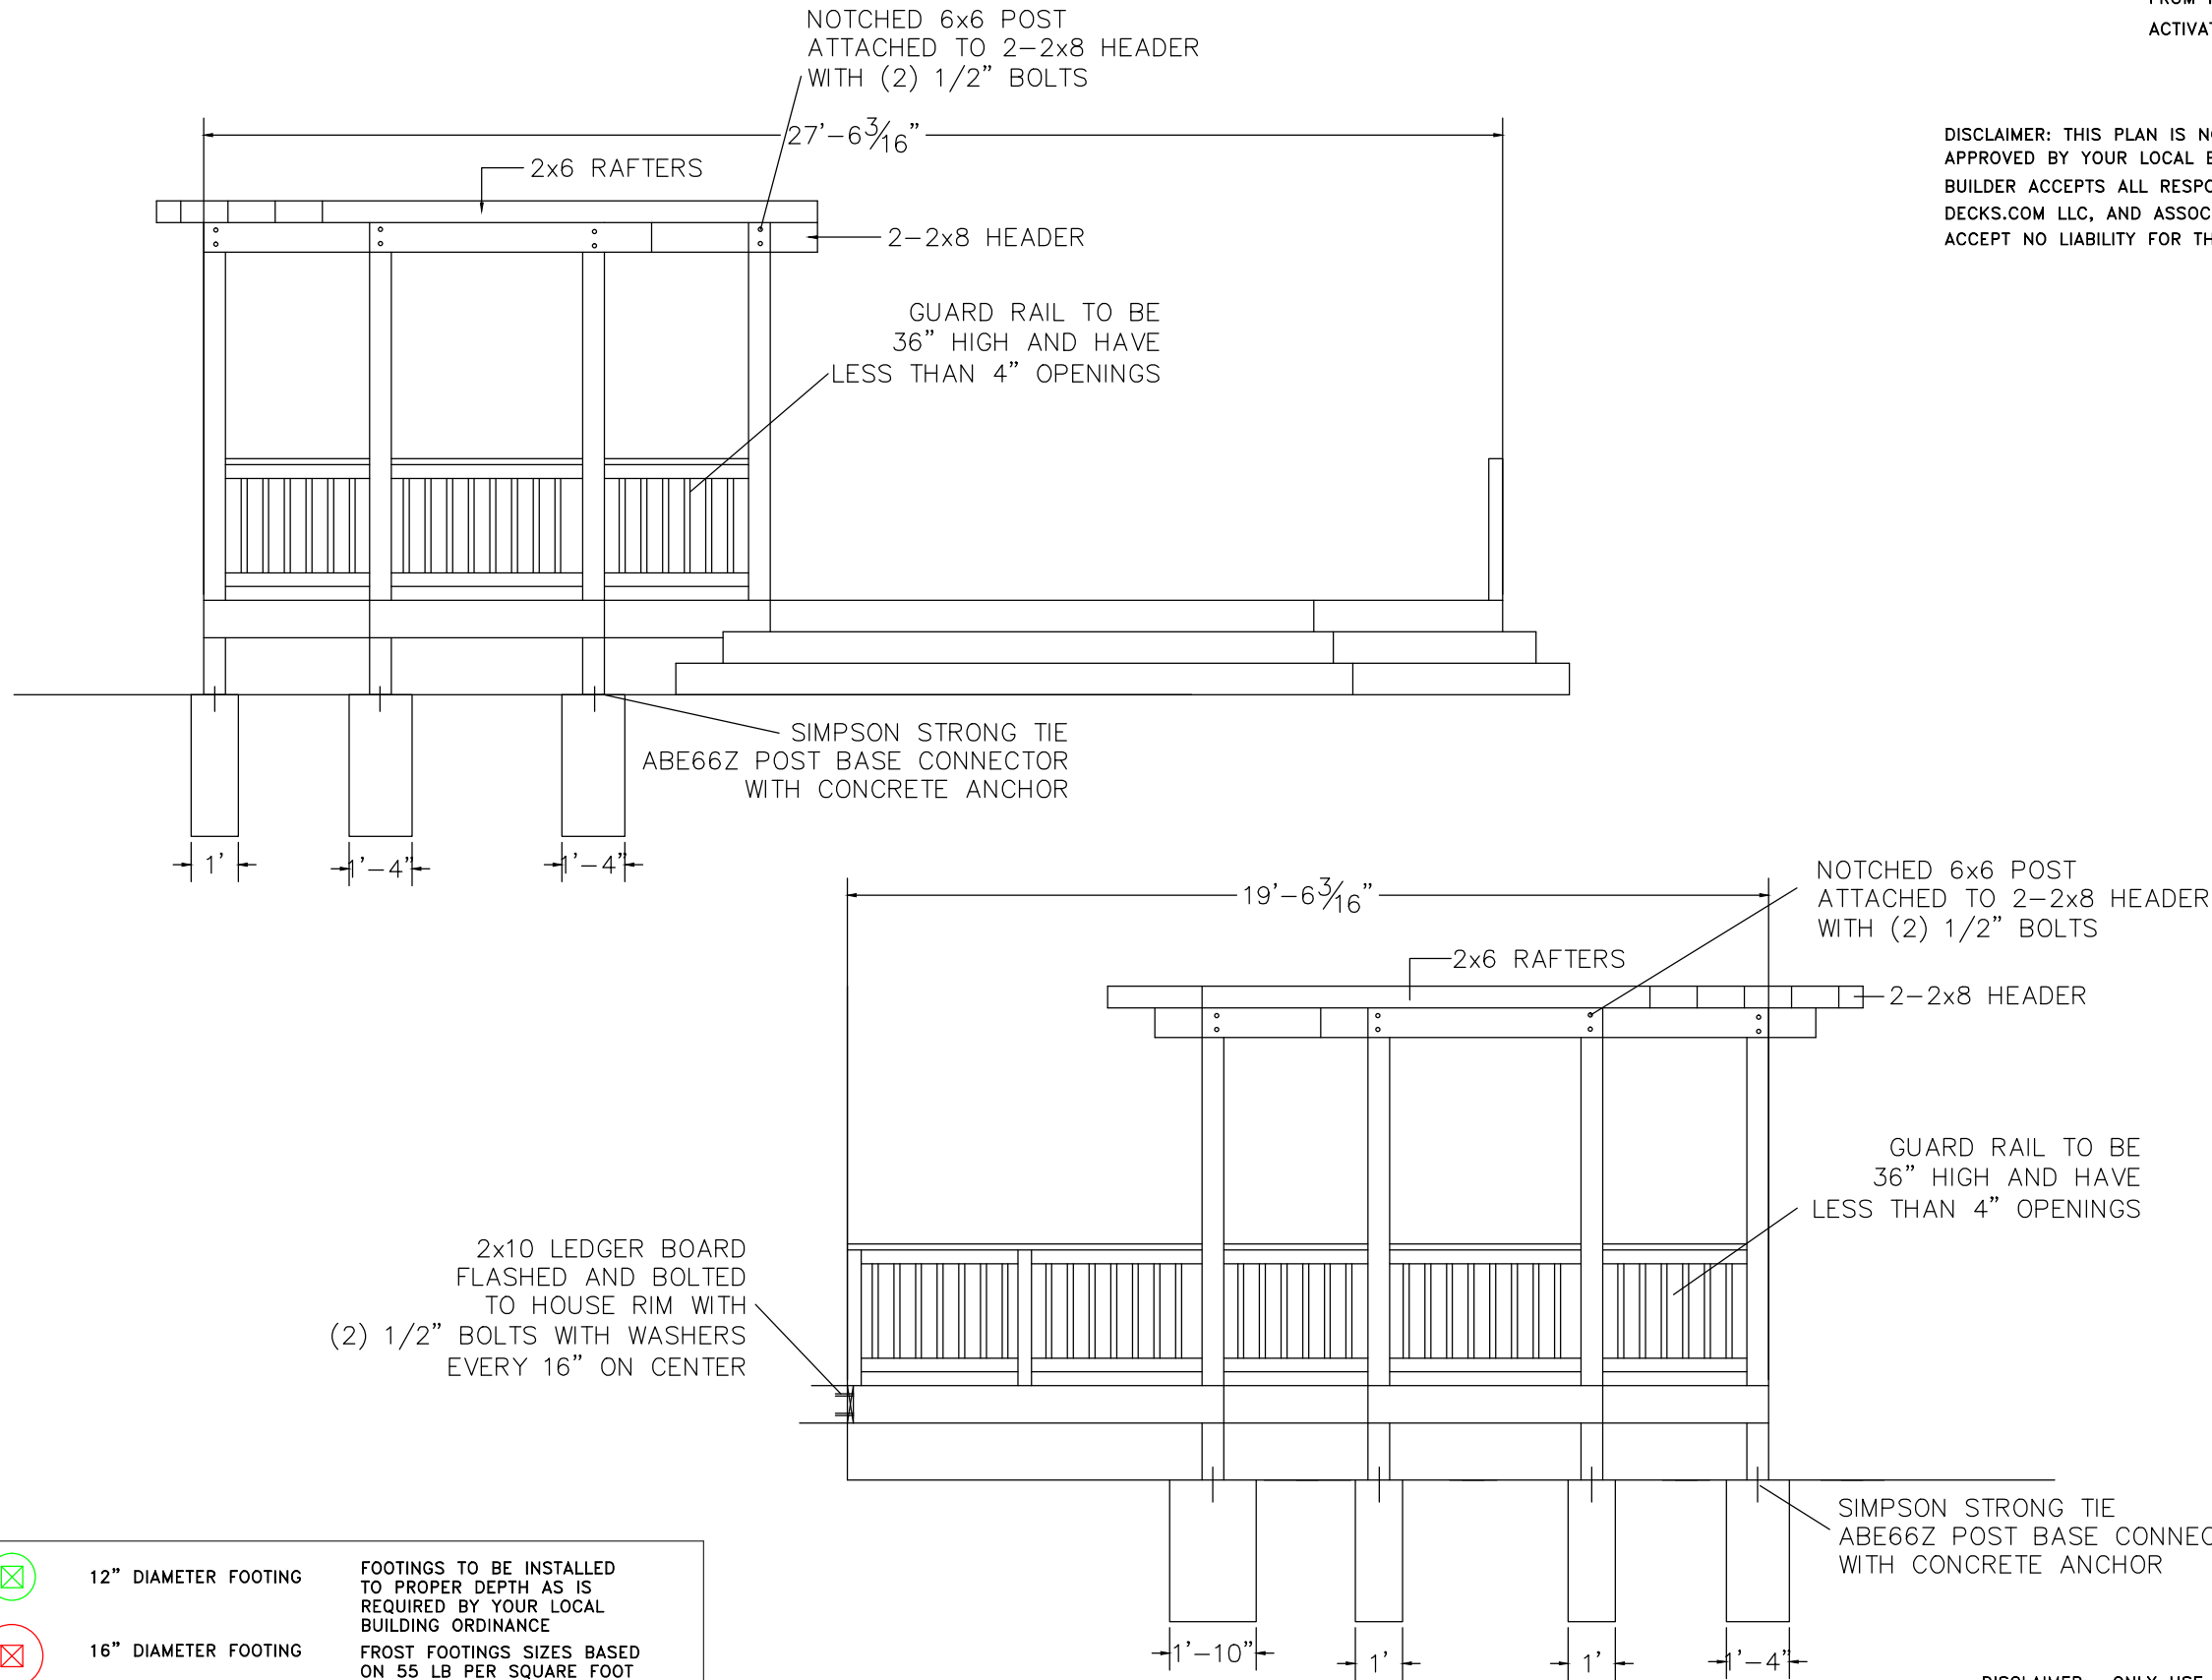 ACTIVAT
NOTCHED 6x6 POST
ATTACHED TO 2-2x8 HEADER
WITH (2) 1/2" BOLTS
27'-6 3/16"
2x6 RAFTERS
2-2x8 HEADER
GUARD RAIL TO BE
36" HIGH AND HAVE
LESS THAN 4" OPENINGS
DISCLAIMER: THIS PLAN IS
APPROVED BY YOUR LOCAL
BUILDER ACCEPTS ALL
DECKS.COM LLC, AND
ACCEPT NO LIABILITY FOR
SIMPSON STRONG TIE
ABE66Z POST BASE CONNECTOR
WITH CONCRETE ANCHOR
1'
1'-4"
1'-4"
19'-6 3/16"
NOTCHED 6x6 POST
ATTACHED TO 2-2x8 HEADER
WITH (2) 1/2" BOLTS
2x6 RAFTERS
2-2x8 HEADER
GUARD RAIL TO BE
36" HIGH AND HAVE
LESS THAN 4" OPENINGS
2x10 LEDGER BOARD
FLASHED AND BOLTED
TO HOUSE RIM WITH
(2) 1/2" BOLTS WITH WASHERS
EVERY 16" ON CENTER
SIMPSON STRONG TIE
ABE66Z POST BASE CONNEC
WITH CONCRETE ANCHOR
1'-10"
1'
1'
1'-4"
12" DIAMETER FOOTING
FOOTINGS TO BE INSTALLED
TO PROPER DEPTH AS IS
REQUIRED BY YOUR LOCAL
BUILDING ORDINANCE
16" DIAMETER FOOTING
FROST FOOTINGS SIZES BASED
ON 55 LB PER SQUARE FOOT
DISCLAIMER - ONLY USE